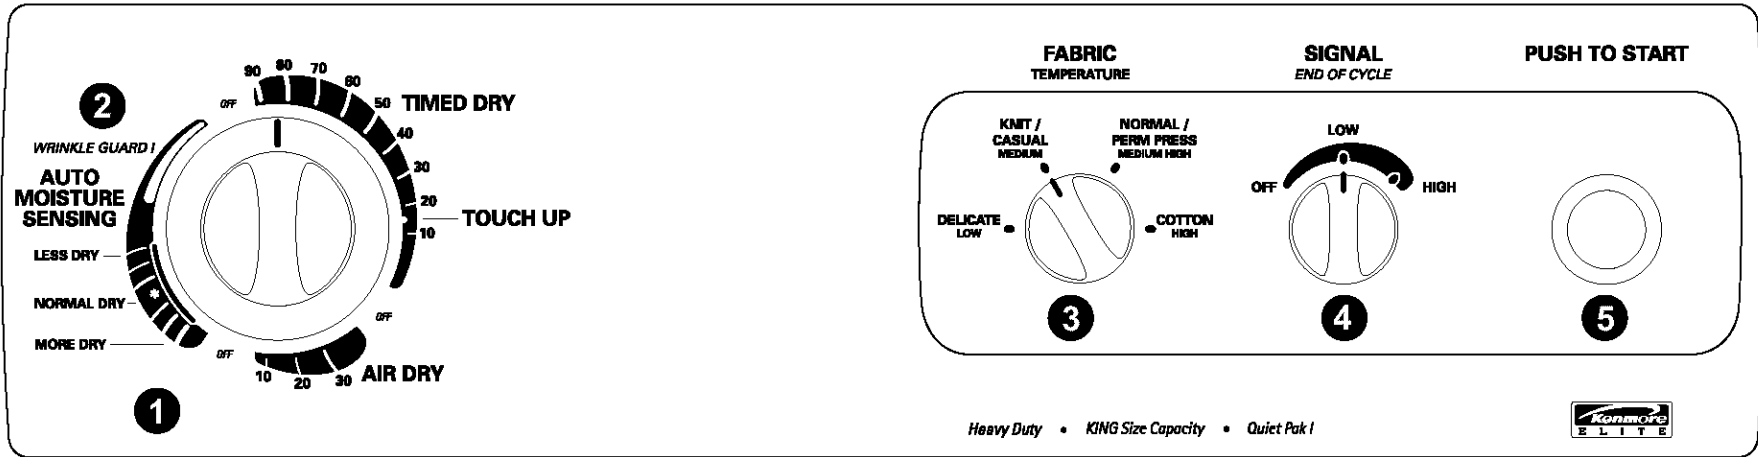 2
WRINKLE GUARD I
AUTO
MOISTURE
SENSING
LESS DRY
NORMAL DRY
*
MORE DRY
1
OFF
90
80
70
60
50
40
30
20
10
TIMED DRY
TOUCH UP
OFF
OFF
10
20
30
AIR DRY
FABRIC
TEMPERATURE
KNIT /
CASUAL
MEDIUM
NORMAL /
PERM PRESS
MEDIUM HIGH
DELICATE
LOW
COTTON
HIGH
3
SIGNAL
END OF CYCLE
LOW
OFF
HIGH
4
PUSH TO START
5
Heavy Duty • KING Size Capacity • Quiet Pak I
Kenmore
ELITE